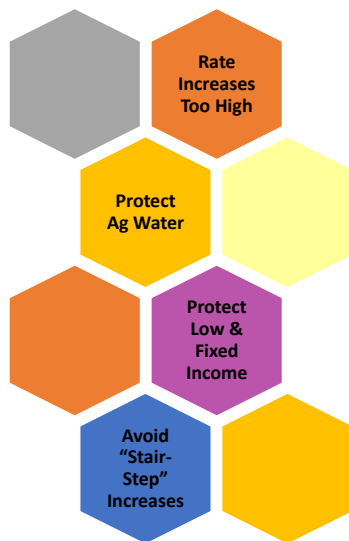 Rate
Increases
Too High
Protect
Ag Water
Protect
Low &
Fixed
Income
Avoid
“Stair-
Step”
Increases